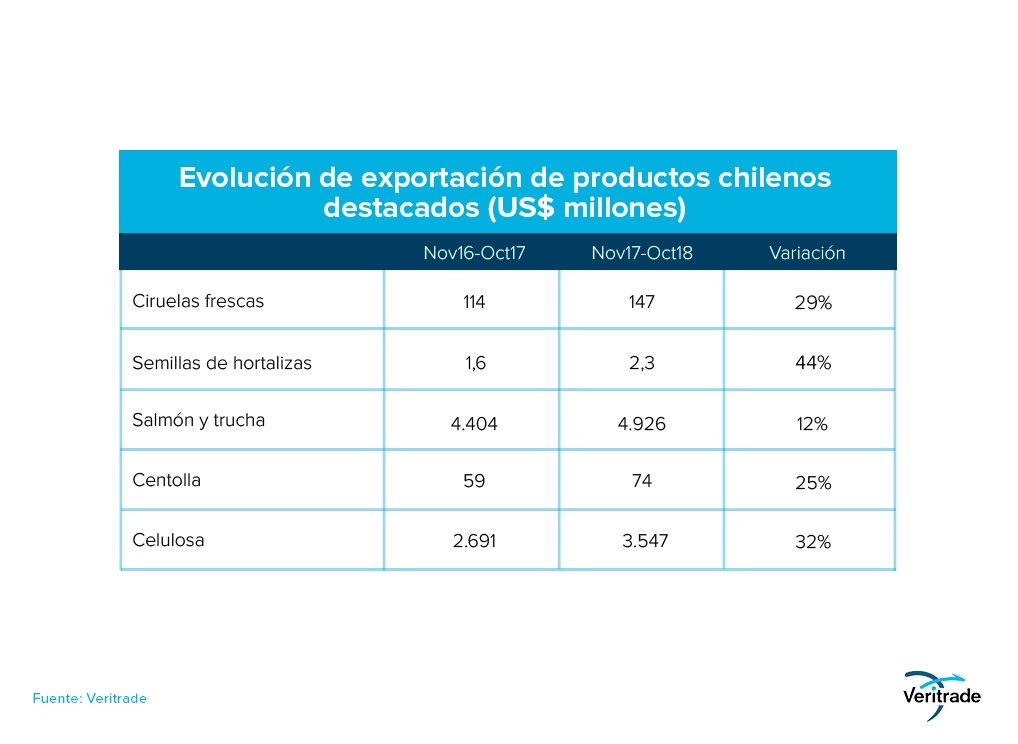 Evolución de exportación de productos chilenos
destacados (US$ millones)
Nov16-Oct17 Nov17-Oct18 Variación
Ciruelas frescas 114 147 29%
Semillas de hortalizas 1,6 2,3 44%
Salmón y trucha 4.404 4.926 12%
Centolla 59 74 25%
Celulosa 2.691 3.547 32%
Fuente: Veritrade
Veritrade